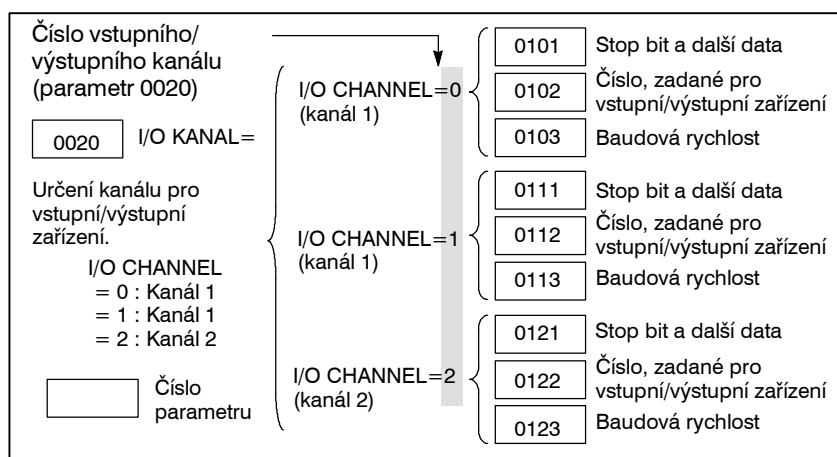 Číslo vstupního/
výstupního kanálu
(parametr 0020)
0020 I/O KANAL=
Určení kanálu pro
vstupní/výstupní
zařízení.
I/O CHANNEL
= 0 : Kanál 1
= 1 : Kanál 1
= 2 : Kanál 2
Číslo
parametru
I/O CHANNEL=0
(kanál 1)
0101 Stop bit a další data
0102 Číslo, zadané pro
vstupní/výstupní zařízení
0103 Baudová rychlost
I/O CHANNEL=1
(kanál 1)
0111 Stop bit a další data
0112 Číslo, zadané pro
vstupní/výstupní zařízení
0113 Baudová rychlost
I/O CHANNEL=2
(kanál 2)
0121 Stop bit a další data
0122 Číslo, zadané pro
vstupní/výstupní zařízení
0123 Baudová rychlost